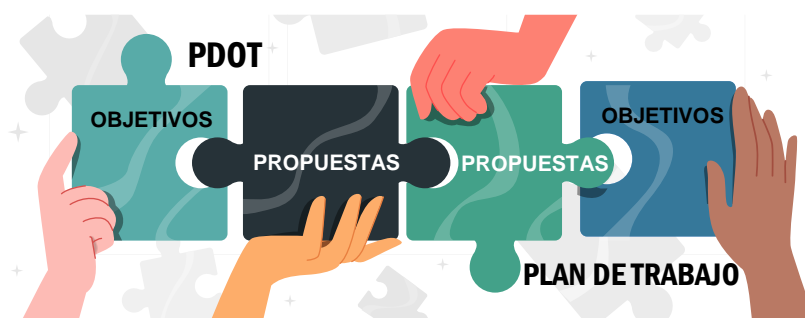 PDOT
OBJETIVOS
PROPUESTAS
PROPUESTAS
OBJETIVOS
PLAN DE TRABAJO